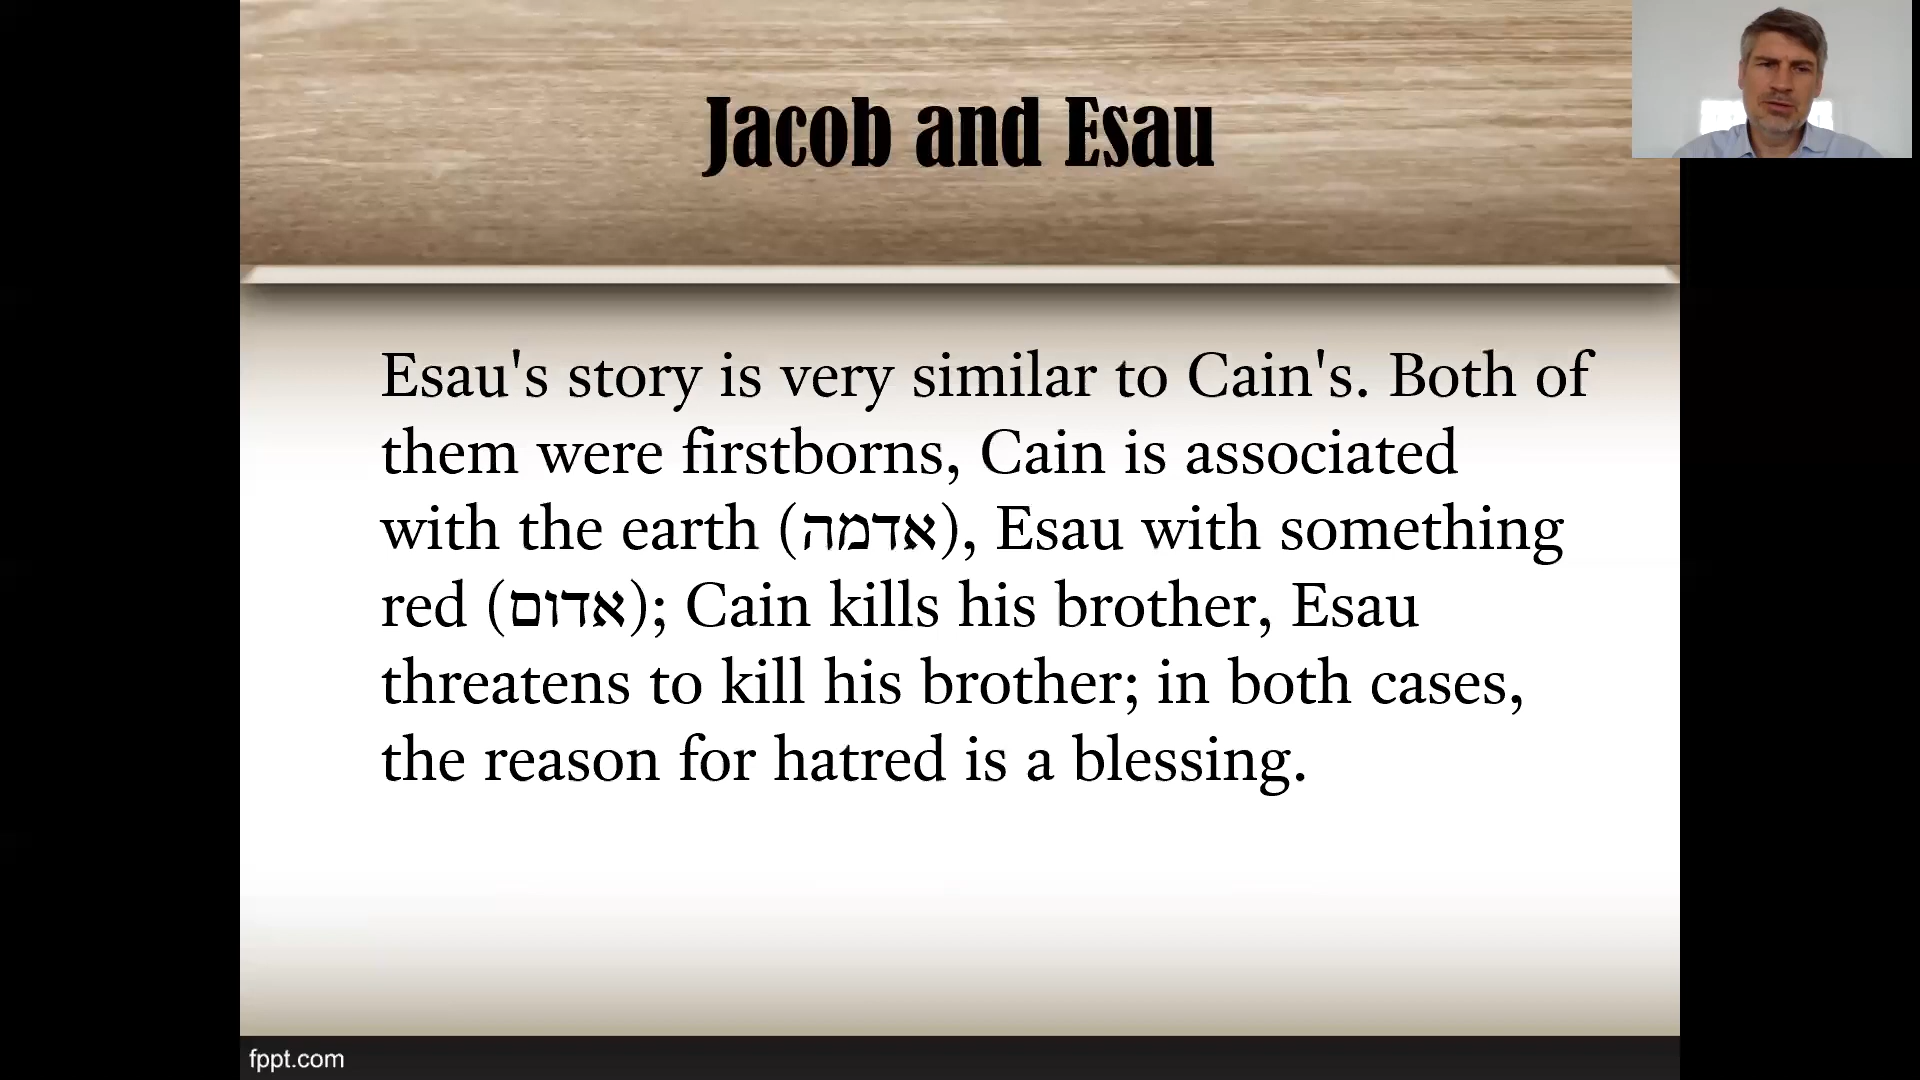 Jacob and Esau
Esau's story is very similar to Cain's. Both of
them were firstborns, Cain is associated
with the earth (אדמה), Esau with something
red (אדום); Cain kills his brother, Esau
threatens to kill his brother; in both cases,
the reason for hatred is a blessing.
fppt.com